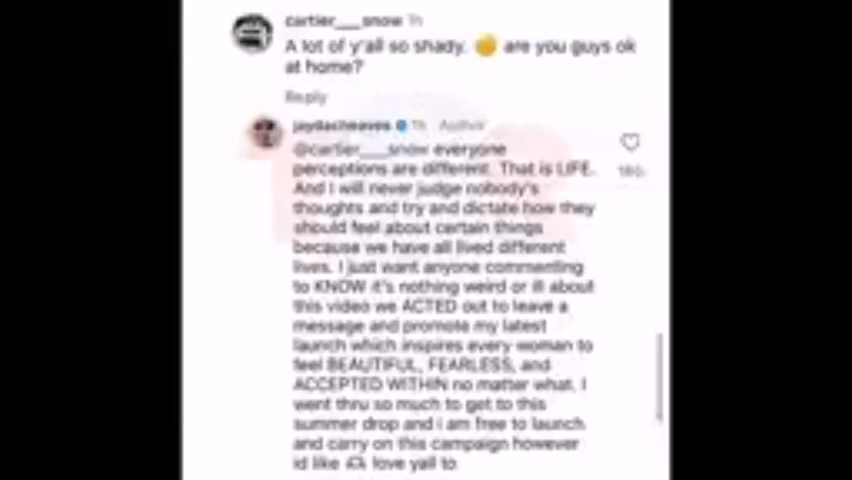 cartier___snow 1h
A lot of y'all so shady. are you guys ok
at home?
Reply
jaydacheaves 1h Author
@cartier___snow everyone
perceptions are different. That is LIFE.
And I will never judge nobody's
thoughts and try and dictate how they
should feel about certain things
because we have all lived different
lives. I just want anyone commenting
to KNOW it's nothing weird or ill about
this video we ACTED out to leave a
message and promote my latest
launch which inspires every woman to
feel BEAUTIFUL, FEARLESS, and
ACCEPTED WITHIN no matter what. I
went thru so much to get to this
summer drop and i am free to launch
and carry on this campaign however
id like 🫶 love yall to